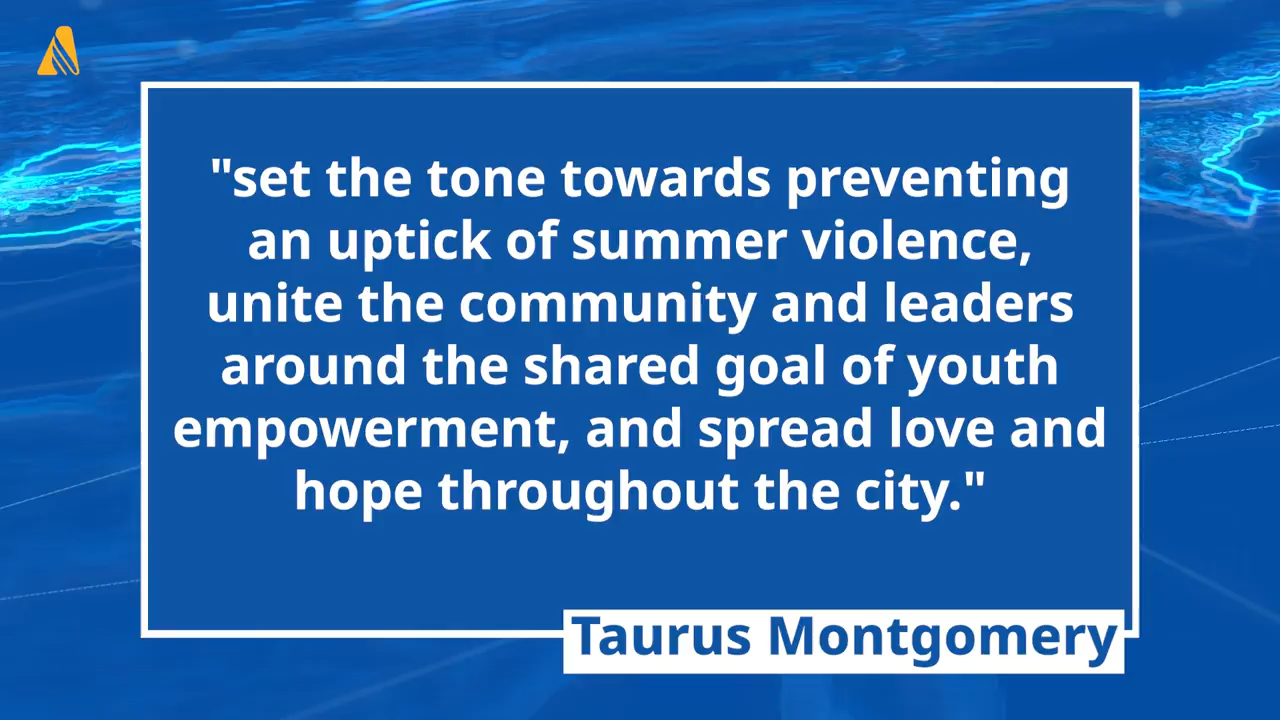 "set the tone towards preventing
an uptick of summer violence,
unite the community and leaders
around the shared goal of youth
empowerment, and spread love and
hope throughout the city."
Taurus Montgomery